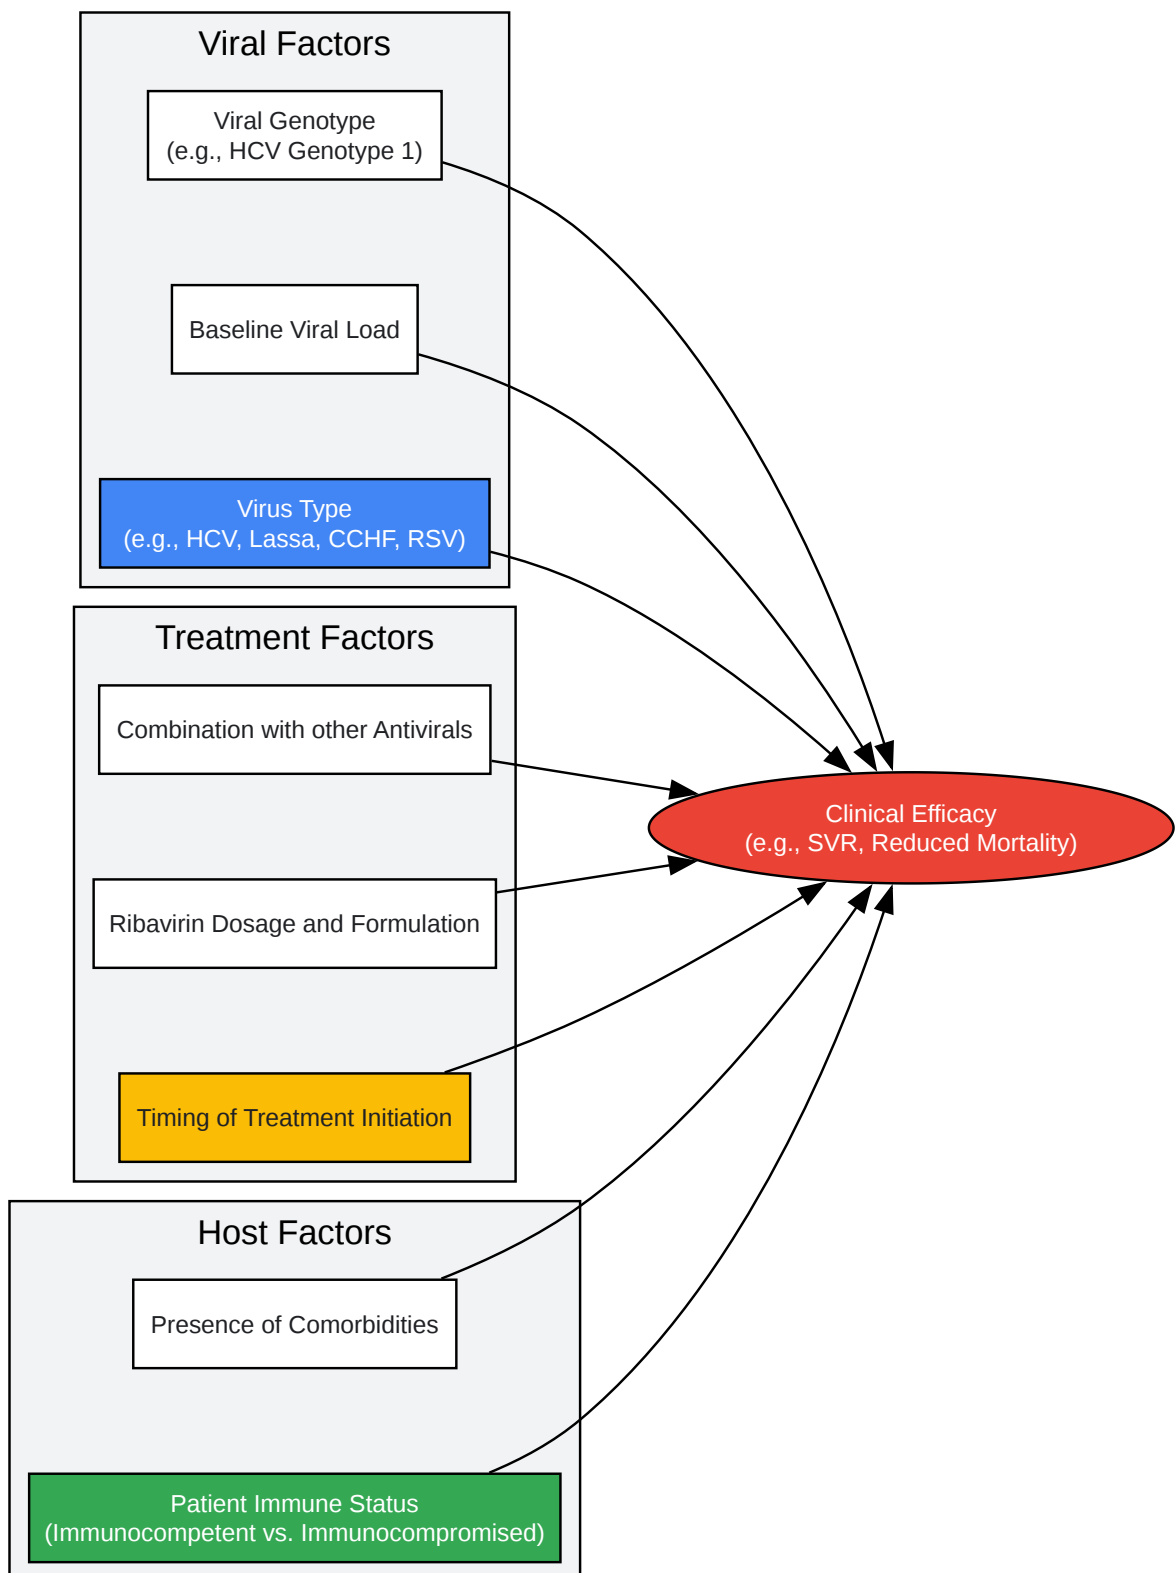 Viral Factors
Viral Genotype
(e.g., HCV Genotype 1)
Baseline Viral Load
Virus Type
(e.g., HCV, Lassa, CCHF, RSV)
Treatment Factors
Combination with other Antivirals
Ribavirin Dosage and Formulation
Timing of Treatment Initiation
Host Factors
Presence of Comorbidities
Patient Immune Status
(Immunocompetent vs. Immunocompromised)
Clinical Efficacy
(e.g., SVR, Reduced Mortality)